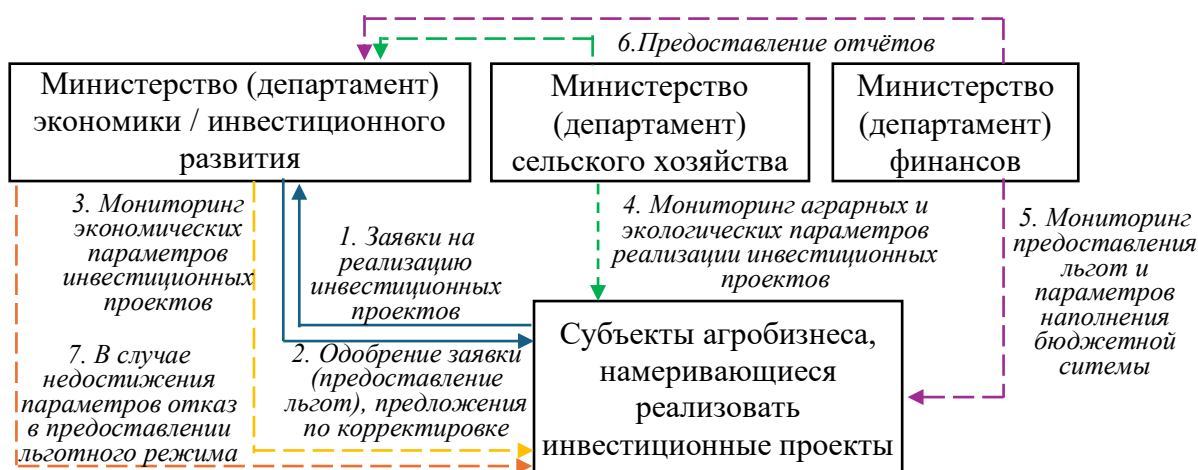 6.Предоставление отчётов
Министерство (департамент)
экономики / инвестиционного
развития
Министерство
(департамент)
сельского хозяйства
Министерство
(департамент)
финансов
3. Мониторинг
экономических
параметров
инвестиционных
проектов
1. Заявки на
реализацию
инвестиционных
проектов
4. Мониторинг аграрных и
экологических параметров
реализации инвестиционных
проектов
5. Мониторинг
предоставления
льгот и
параметров
наполнения
бюджетной
ситемы
7. В случае
недостижения
параметров отказ
в предоставлении
льготного режима
2. Одобрение заявки
(предоставление
льгот), предложения
по корректировке
Субъекты агробизнеса,
намеривающиеся
реализовать
инвестиционные проекты